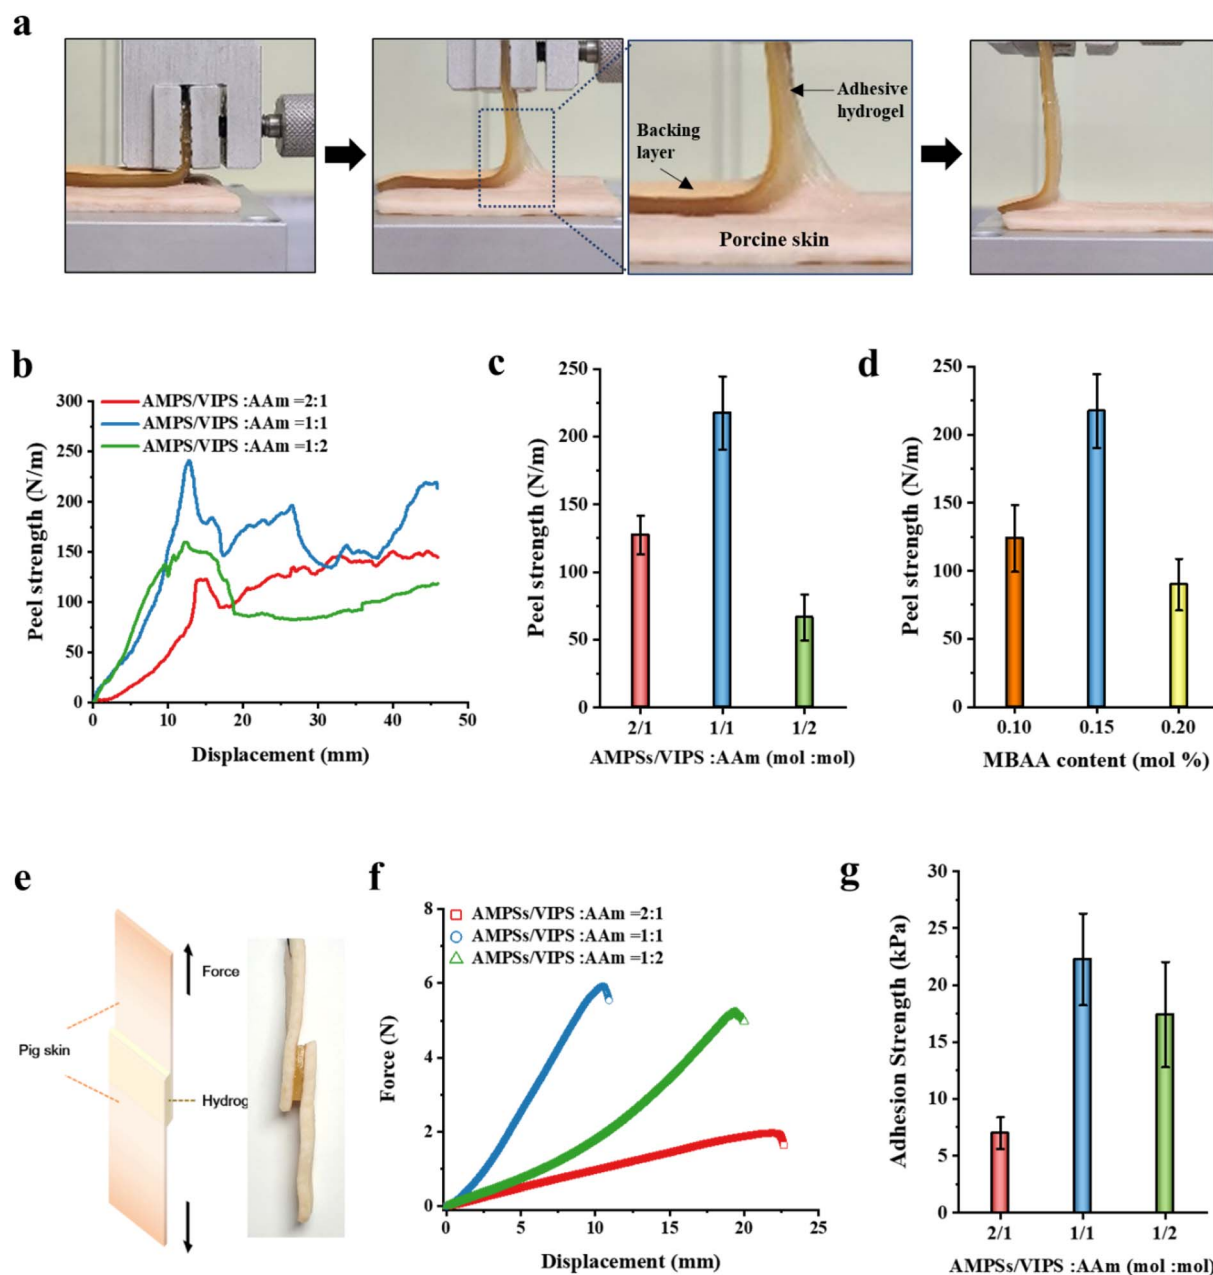 a
Adhesive
hydrogel
Backing
layer
Porcine skin
b
Peel strength (N/m)
300
250
200
150
100
50
0
AMPS/VIPS :AAm =2:1
AMPS/VIPS :AAm =1:1
AMPS/VIPS :AAm =1:2
0 10 20 30 40 50
Displacement (mm)
c
Peel strength (N/m)
250
200
150
100
50
0
2/1 1/1 1/2
AMPSs/VIPS :AAm (mol :mol)
d
Peel strength (N/m)
250
200
150
100
50
0
0.10 0.15 0.20
MBAA content (mol %)
e
Force
Pig skin
Hydrog
f
Force (N)
8
6
4
2
0
AMPSs/VIPS :AAm =2:1
AMPSs/VIPS :AAm =1:1
AMPSs/VIPS :AAm =1:2
0 5 10 15 20 25
Displacement (mm)
g
Adhesion Strength (kPa)
30
25
20
15
10
5
0
2/1 1/1 1/2
AMPSs/VIPS :AAm (mol :mol)